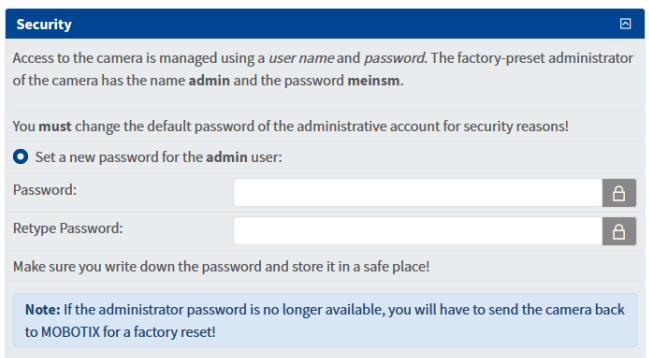 Security
Access to the camera is managed using a user name and password. The factory-preset administrator
of the camera has the name admin and the password meinsm.
You must change the default password of the administrative account for security reasons!
Set a new password for the admin user:
Password:
Retype Password:
Make sure you write down the password and store it in a safe place!
Note: If the administrator password is no longer available, you will have to send the camera back
to MOBOTIX for a factory reset!